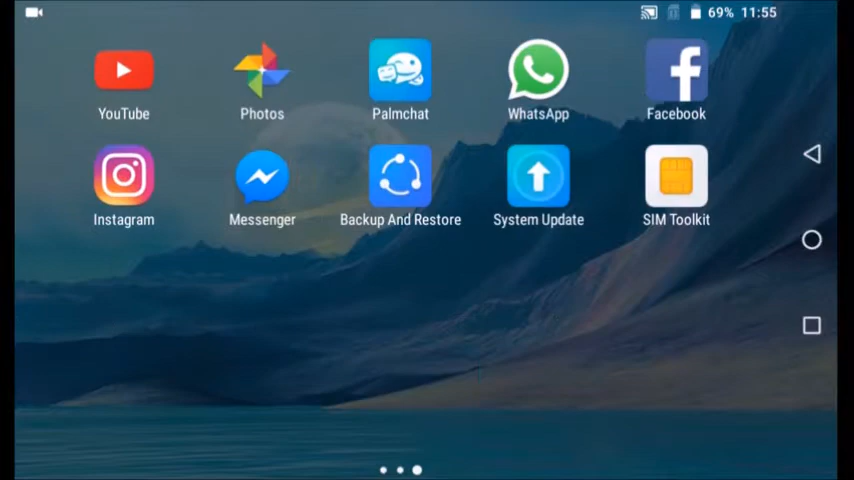 69% 11:55
YouTube
Photos
Palmchat
WhatsApp
Facebook
Instagram
Messenger
Backup And Restore
System Update
SIM Toolkit